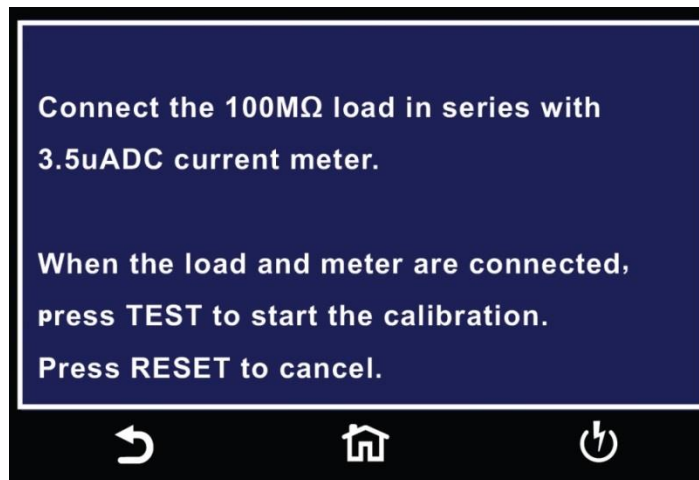 Connect the 100MΩ load in series with
3.5uADC current meter.
When the load and meter are connected,
press TEST to start the calibration.
Press RESET to cancel.